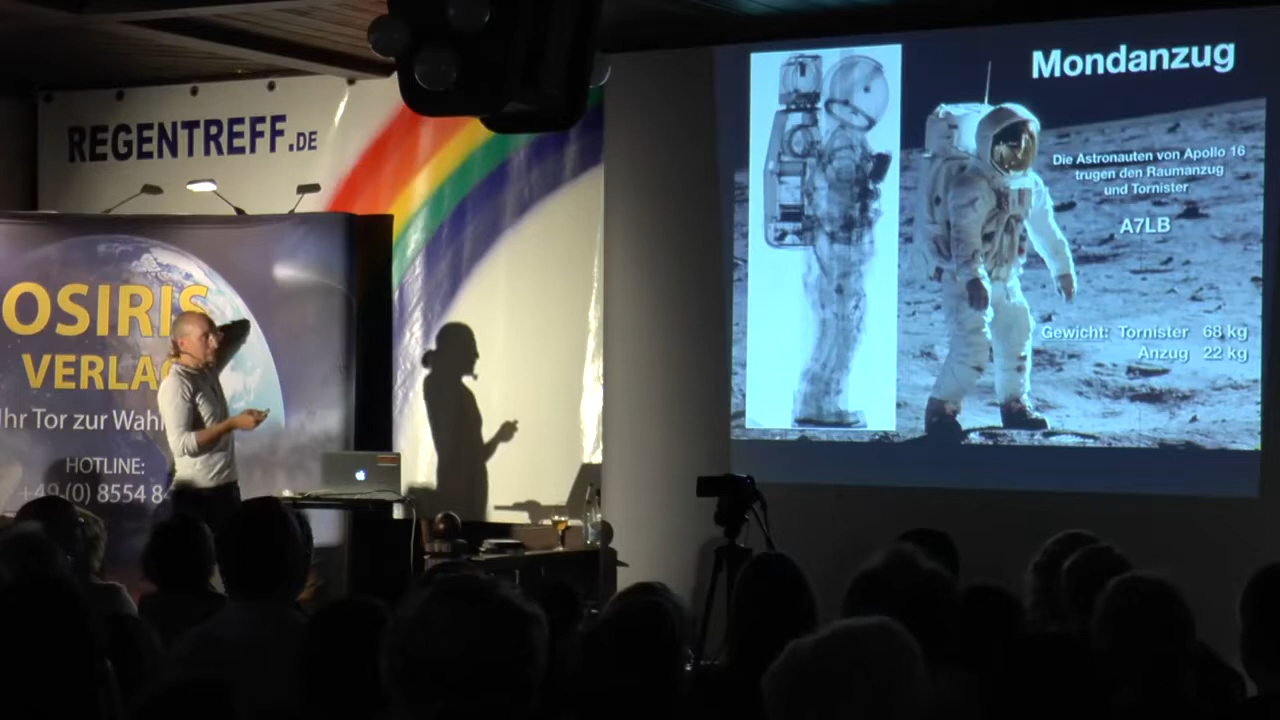 REGENTREFF.DE
OSIRIS
VERLAG
Ihr Tor zur Wahr
HOTLINE:
+49-(0) 8554 84
Mondanzug
Die Astronauten von Apollo 16
trugen den Raumanzug
und Tornister
A7LB
Gewicht: Tornister 68 kg
Anzug 22 kg